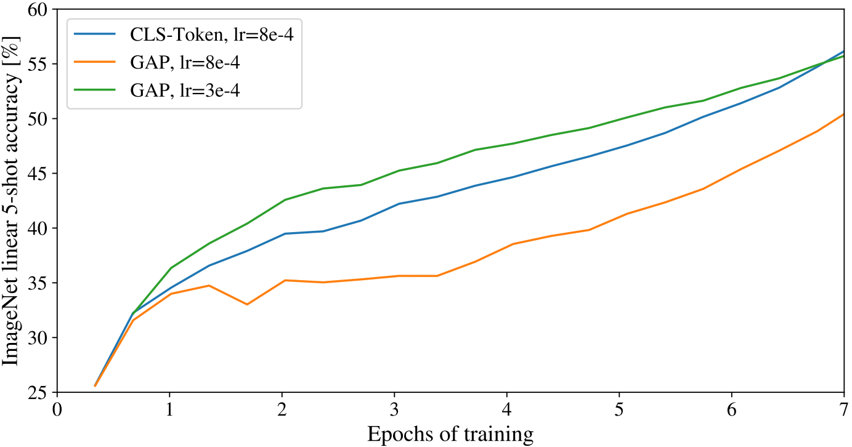 60
55
50
45
40
35
30
25
ImageNet linear 5-shot accuracy [%]
CLS-Token, lr=8e-4
GAP, lr=8e-4
GAP, lr=3e-4
0 1 2 3 4 5 6 7
Epochs of training